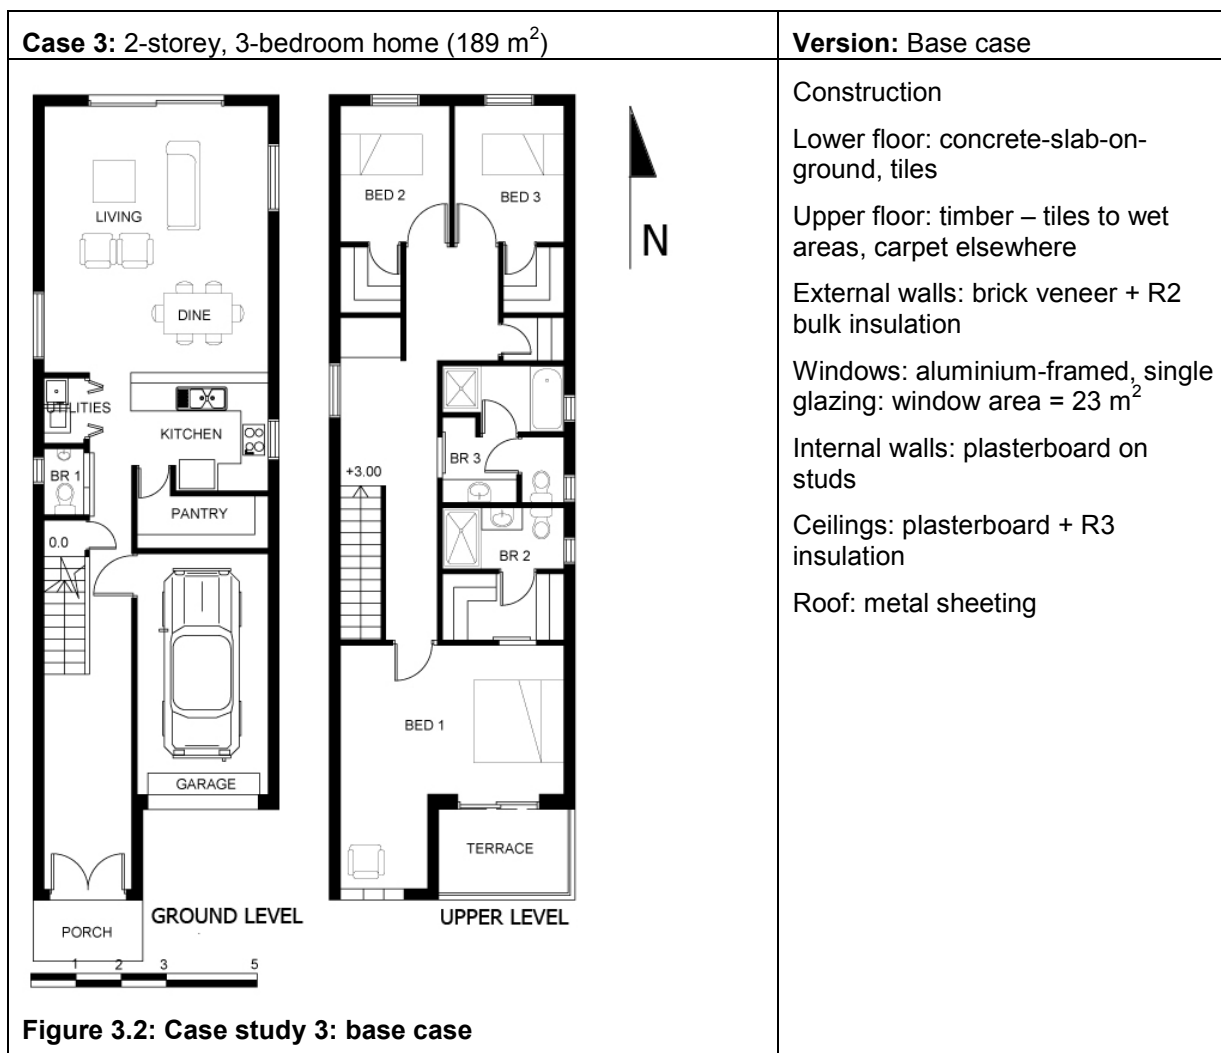 Case 3: 2-storey, 3-bedroom home (189 m²)
Version: Base case
LIVING
DINE
UTILITIES
KITCHEN
BR 1
PANTRY
0.0
GARAGE
PORCH
GROUND LEVEL
BED 2
BED 3
BR 3
+3.00
BR 2
BED 1
TERRACE
UPPER LEVEL
N
1 2 3 5
Figure 3.2: Case study 3: base case
Construction
Lower floor: concrete-slab-on-
ground, tiles
Upper floor: timber – tiles to wet
areas, carpet elsewhere
External walls: brick veneer + R2
bulk insulation
Windows: aluminium-framed, single
glazing: window area = 23 m²
Internal walls: plasterboard on
studs
Ceilings: plasterboard + R3
insulation
Roof: metal sheeting